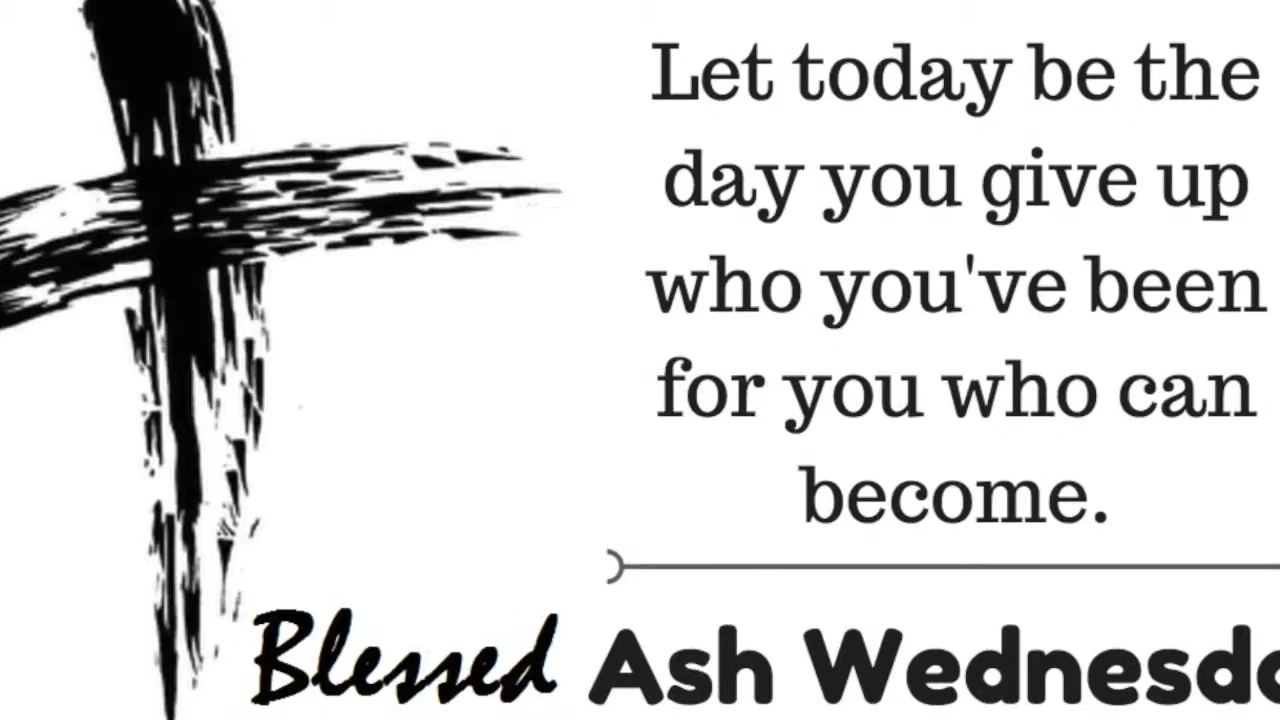 Let today be the
day you give up
who you've been
for you who can
become.
Blessed Ash Wednesda